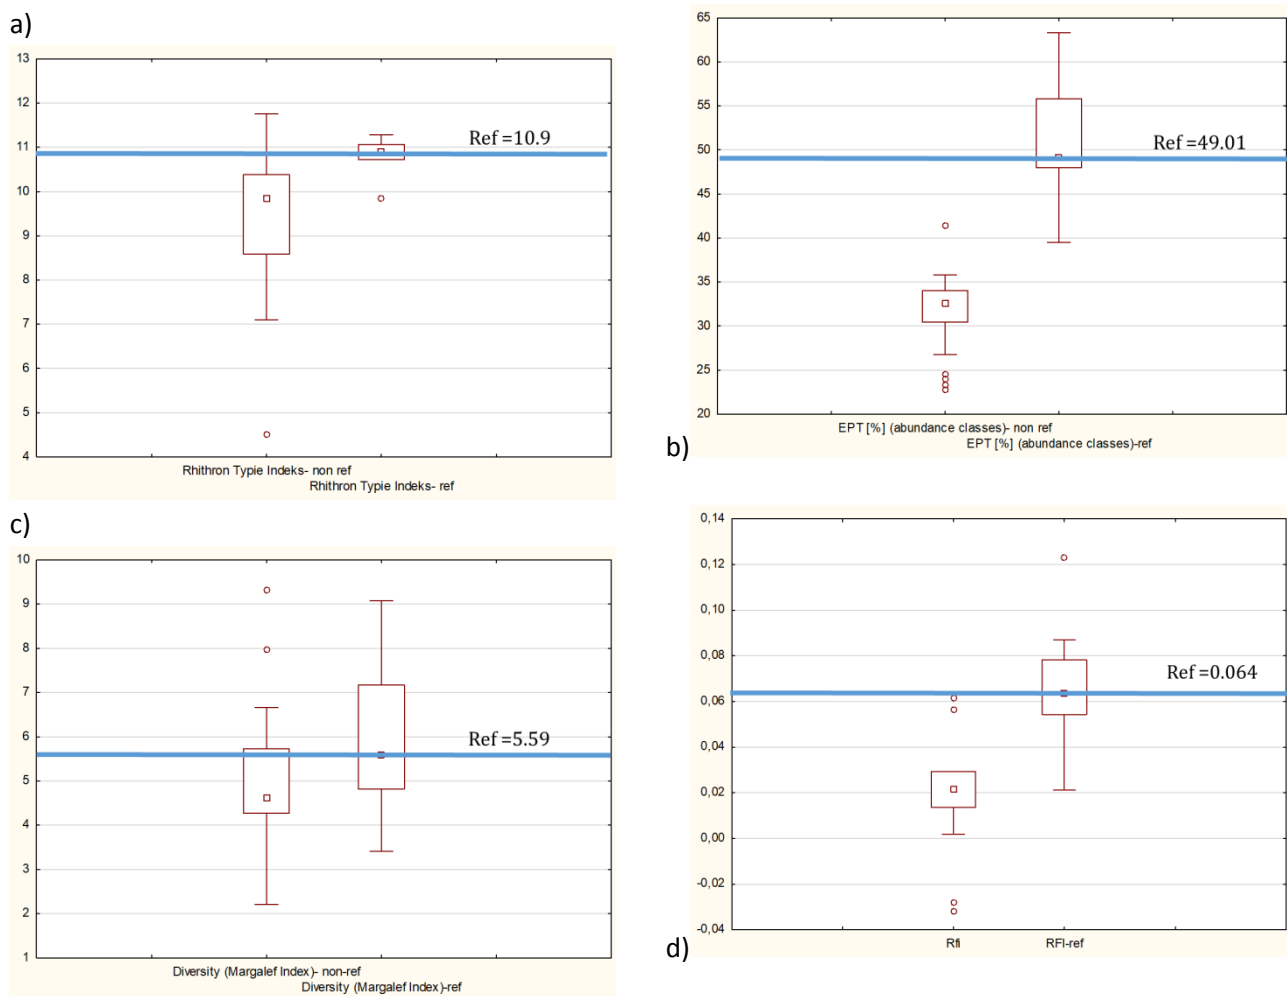 a)
13
12
11
10
9
8
7
6
5
4
Ref =10.9
Rhithron Typie Indeks- non ref
Rhithron Typie Indeks- ref
65
60
55
50
45
40
35
30
25
20
Ref =49.01
EPT [%] (abundance classes)- non ref
EPT [%] (abundance classes)-ref
b)
c)
10
9
8
7
6
5
4
3
2
1
Ref =5.59
Diversity (Margalef Index)- non-ref
Diversity (Margalef Index)-ref
0,14
0,12
0,10
0,08
0,06
0,04
0,02
0,00
-0,02
-0,04
Ref =0.064
Rfi
RFI-ref
d)